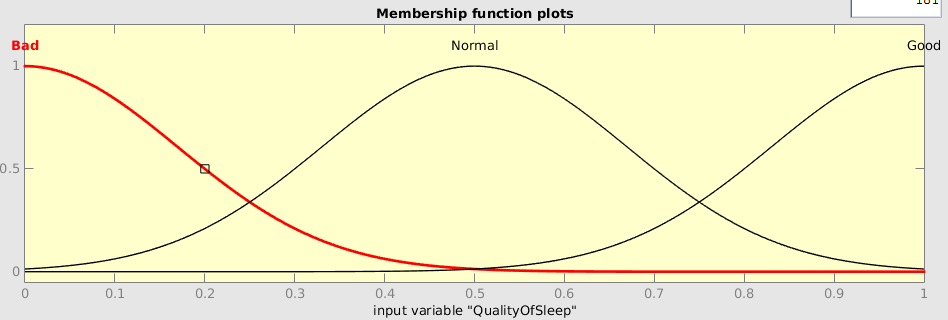 181
Membership function plots
Bad Normal Good
1
0.5
0
0 0.1 0.2 0.3 0.4 0.5 0.6 0.7 0.8 0.9 1
input variable "QualityOfSleep"